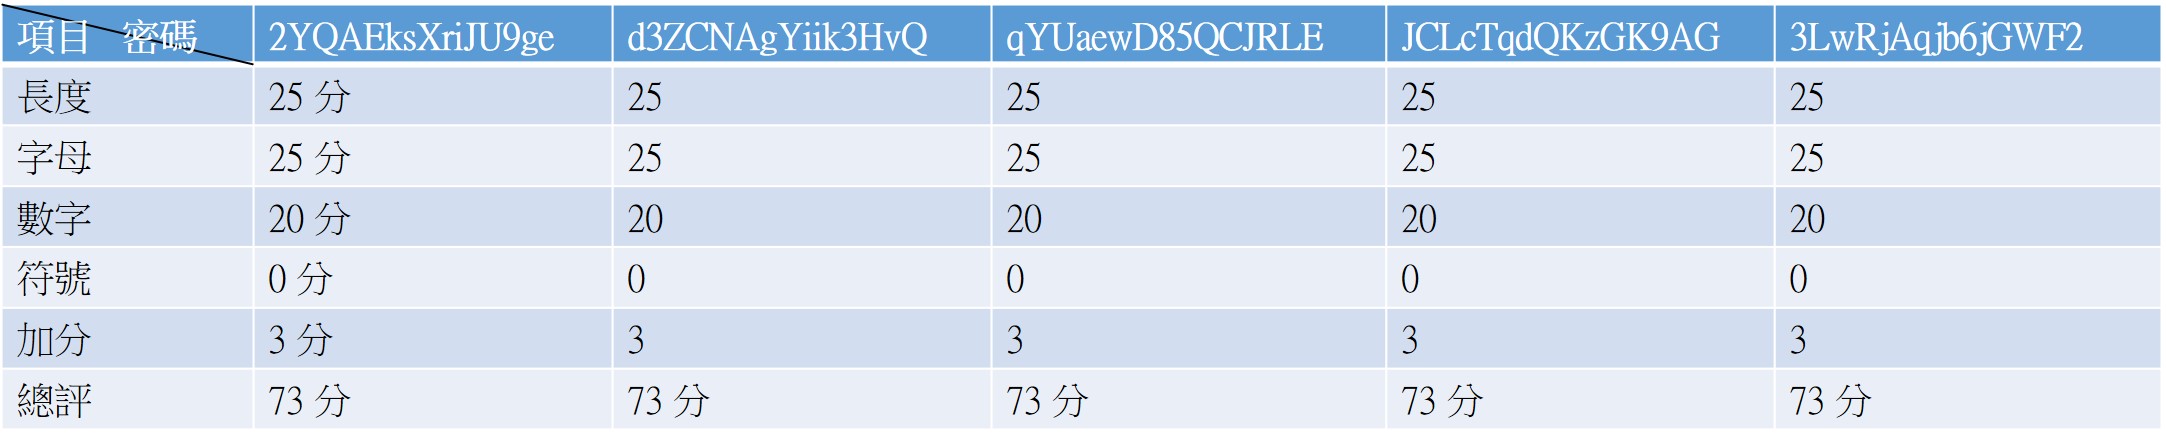 項目 密碼 2YQAEksXriJU9ge d3ZCNAgYiik3HvQ qYUaewD85QCJRLE JCLcTqdQKzGK9AG 3LwRjAqjb6jGWF2
長度 25 分 25 25 25 25
字母 25 分 25 25 25 25
數字 20 分 20 20 20 20
符號 0 分 0 0 0 0
加分 3 分 3 3 3 3
總評 73 分 73 分 73 分 73 分 73 分